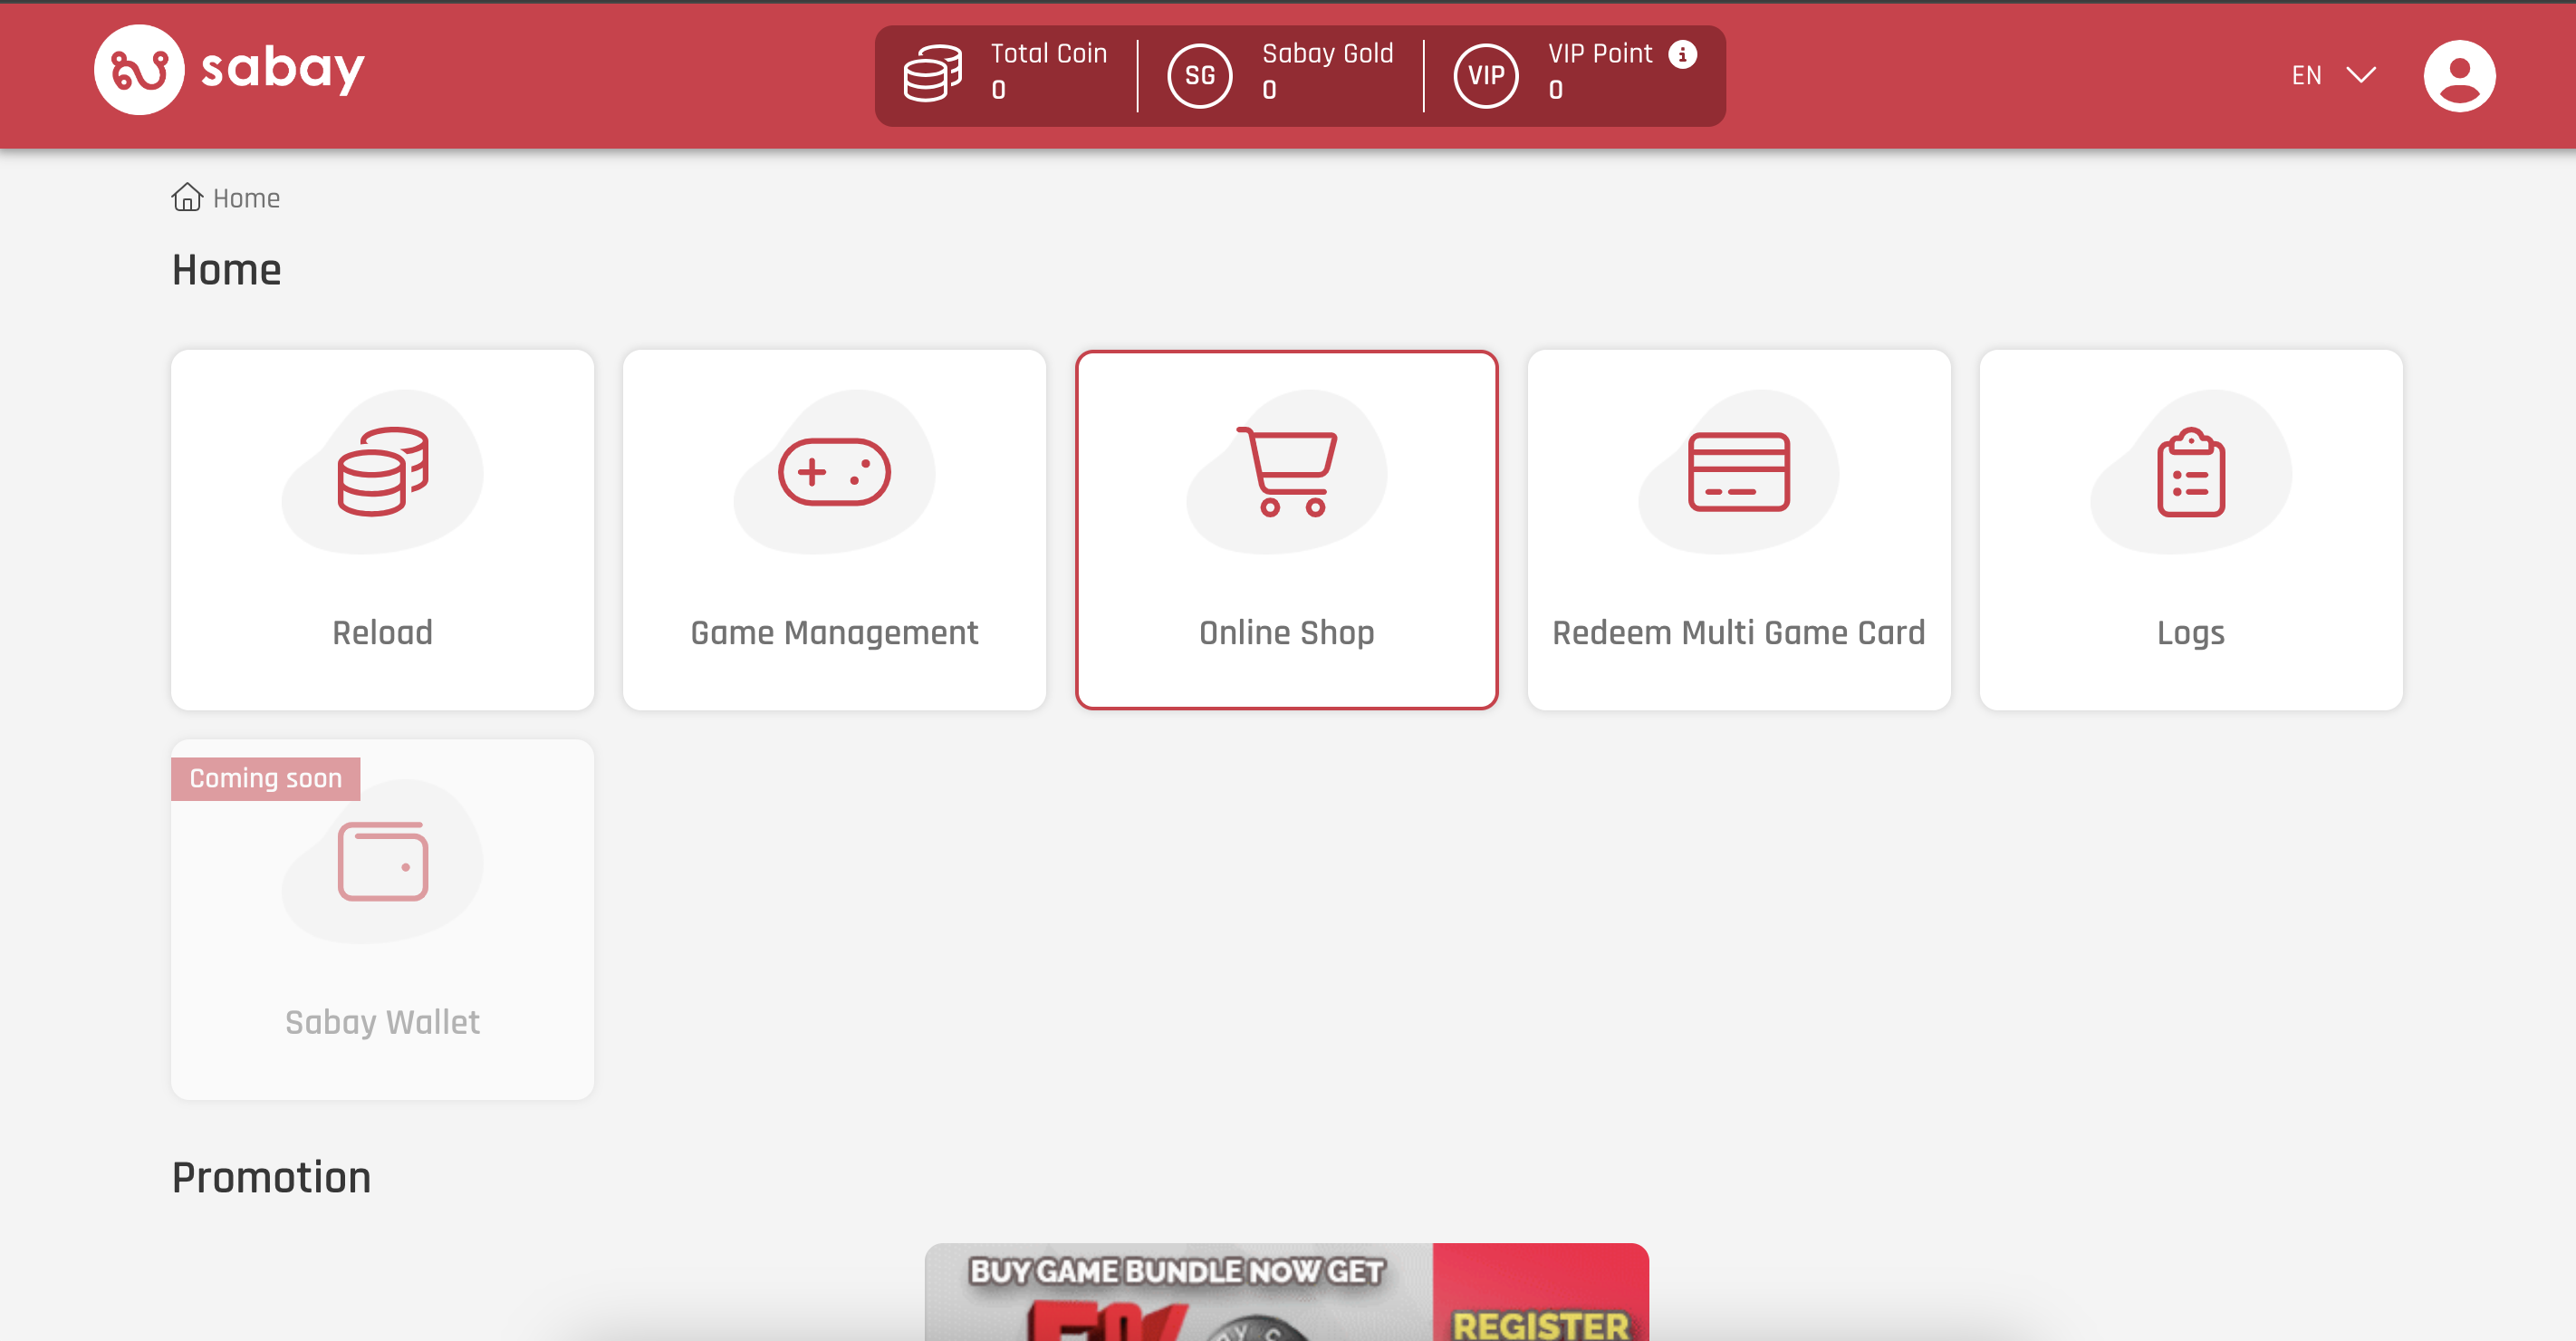 sabay
Total Coin
0
SG
Sabay Gold
0
VIP
VIP Point
0
EN
Home
Home
Reload
Game Management
Online Shop
Redeem Multi Game Card
Logs
Coming soon
Sabay Wallet
Promotion
BUY GAME BUNDLE NOW GET
5%
REGISTER